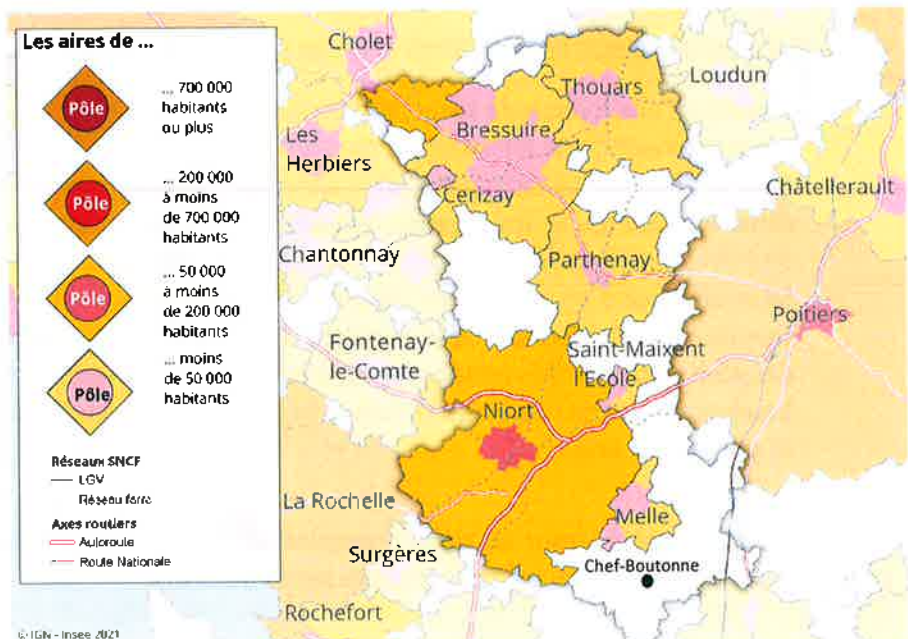 Les aires de ...
Pôle
... 700 000
habitants
ou plus
Pôle
... 200 000
à moins
de 700 000
habitants
Pôle
... 50 000
à moins
de 200 000
habitants
Pôle
... moins
de 50 000
habitants
Réseaux SNCF
LGV
Réseau ferré
Axes routiers
Autoroute
Route Nationale
Cholet
Thouars
Loudun
Bressuire
Les
Herbiers
Cerizay
Châtellerault
Chantonnay
Parthenay
Poitiers
Fontenay-
le-Comte
Saint-Maixent
l'Ecole
Niort
La Rochelle
Melle
Surgères
Chef-Boutonne
Rochefort
© IGN - Insee 2021